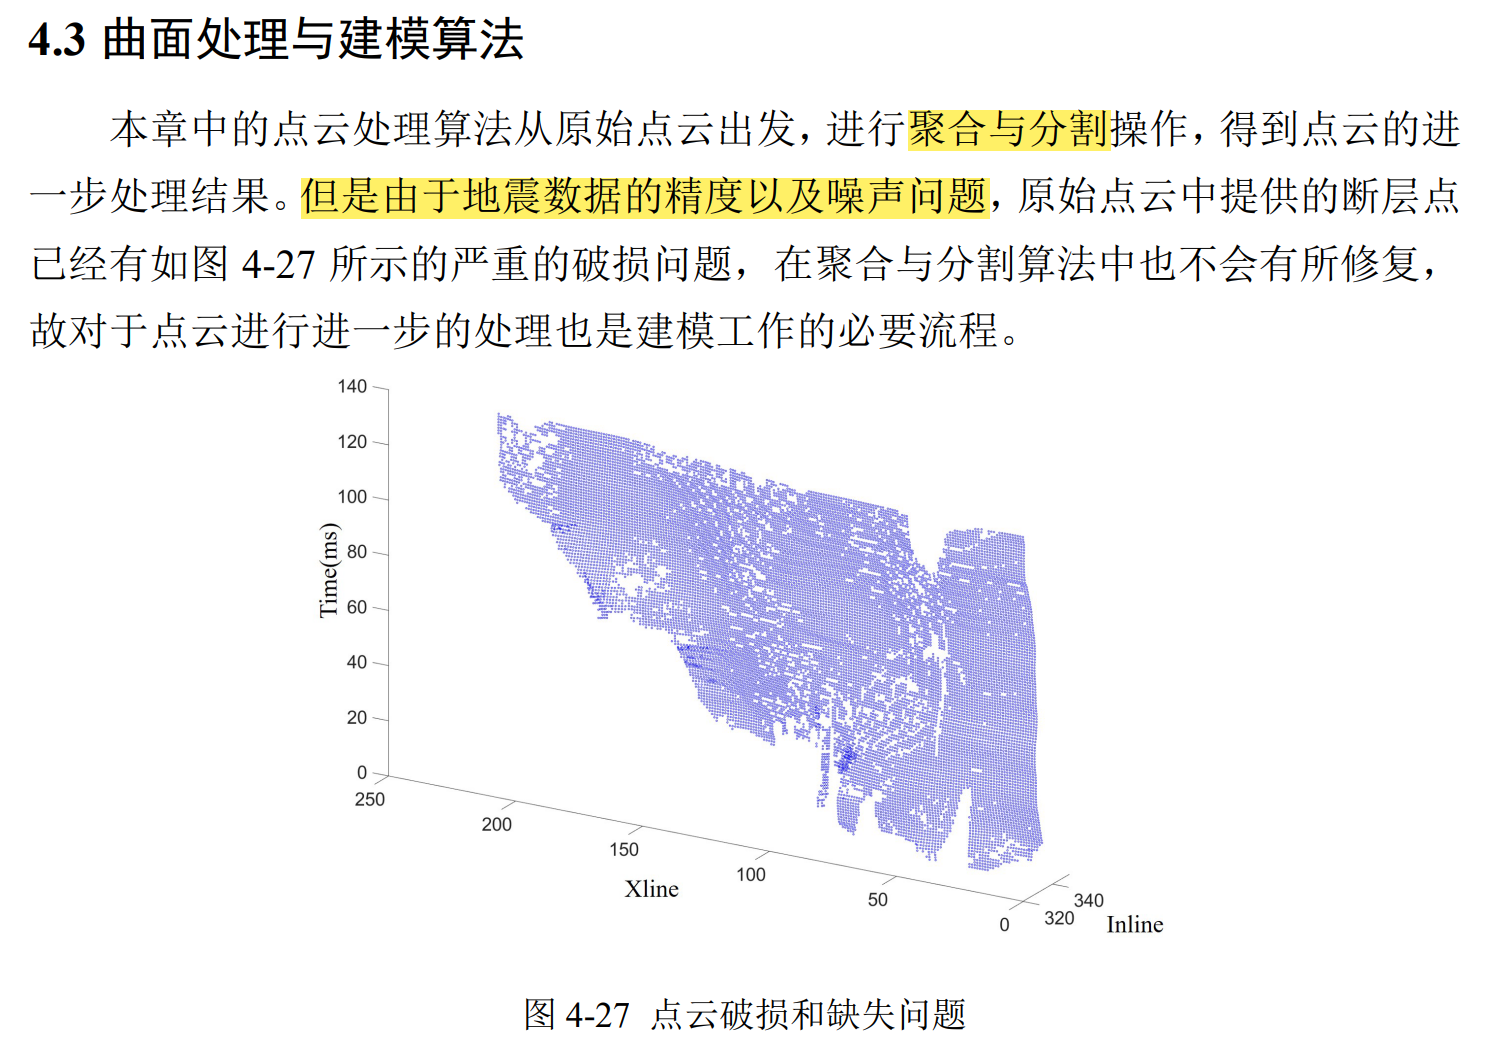 4.3 曲面处理与建模算法
本章中的点云处理算法从原始点云出发，进行聚合与分割操作，得到点云的进
一步处理结果。但是由于地震数据的精度以及噪声问题，原始点云中提供的断层点
已经有如图 4-27 所示的严重的破损问题，在聚合与分割算法中也不会有所修复，
故对于点云进行进一步的处理也是建模工作的必要流程。
140
120
100
80
60
40
20
0
Time(ms)
250
200
150
100
50
0
Xline
340
320
Inline
图 4-27 点云破损和缺失问题